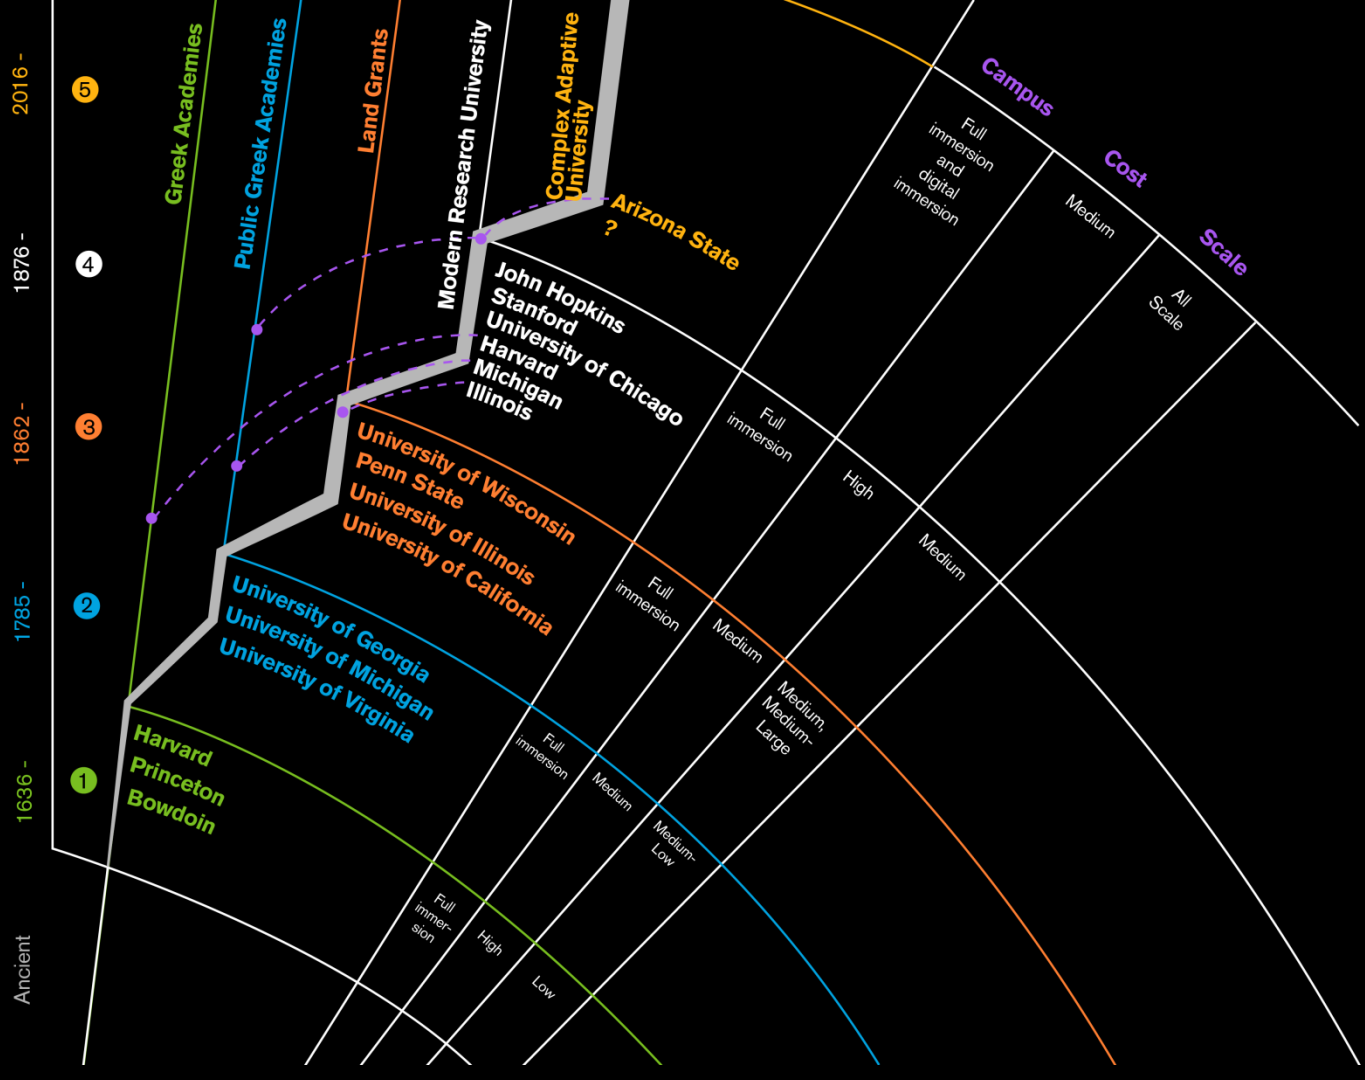 2016 -
5
Greek Academies
Public Greek Academies
Land Grants
Modern Research University
Complex Adaptive
University
Arizona State
?
Campus
Cost
Scale
Full
immersion
and
digital
immersion
Medium
All
Scale
1876 -
4
John Hopkins
Stanford
University of Chicago
Harvard
Michigan
Illinois
Full
immersion
High
Medium
1862 -
3
University of Wisconsin
Penn State
University of Illinois
University of California
Full
immersion
Medium
Medium,
Medium-
Large
1785 -
2
University of Georgia
University of Michigan
University of Virginia
Full
immersion
Medium
Medium-
Low
1636 -
1
Harvard
Princeton
Bowdoin
Full
immer-
sion
High
Low
Ancient